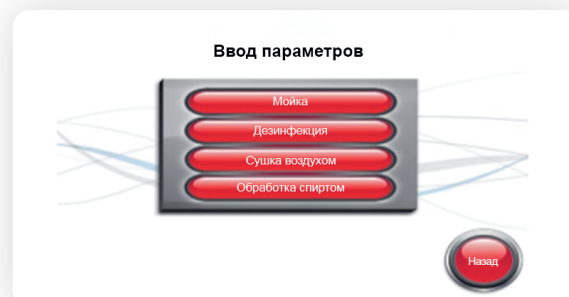 Ввод параметров
Мойка
Дезинфекция
Сушка воздухом
Обработка спиртом
Назад